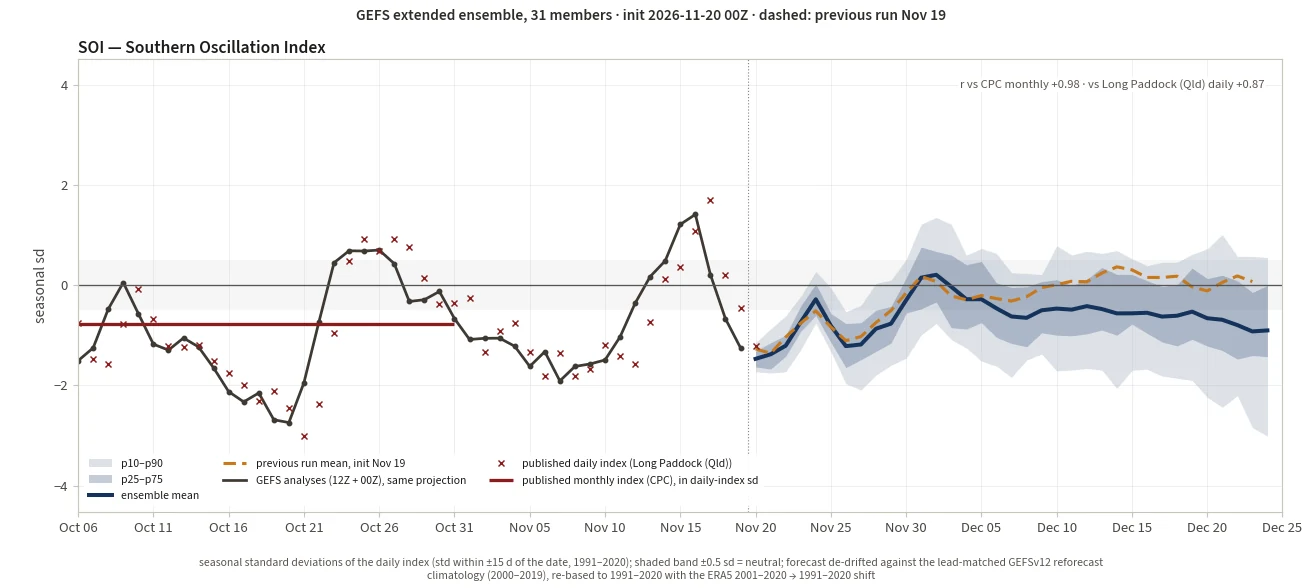 GEFS extended ensemble, 31 members · init 2026-11-20 00Z · dashed: previous run Nov 19
SOI — Southern Oscillation Index
r vs CPC monthly +0.98 · vs Long Paddock (Qld) daily +0.87
seasonal sd
4
2
0
−2
−4
p10–p90
p25–p75
ensemble mean
previous run mean, init Nov 19
GEFS analyses (12Z + 00Z), same projection
published daily index (Long Paddock (Qld))
published monthly index (CPC), in daily-index sd
Oct 06 Oct 11 Oct 16 Oct 21 Oct 26 Oct 31 Nov 05 Nov 10 Nov 15 Nov 20 Nov 25 Nov 30 Dec 05 Dec 10 Dec 15 Dec 20 Dec 25
seasonal standard deviations of the daily index (std within ±15 d of the date, 1991–2020); shaded band ±0.5 sd = neutral; forecast de-drifted against the lead-matched GEFSv12 reforecast
climatology (2000–2019), re-based to 1991–2020 with the ERA5 2001–2020 → 1991–2020 shift